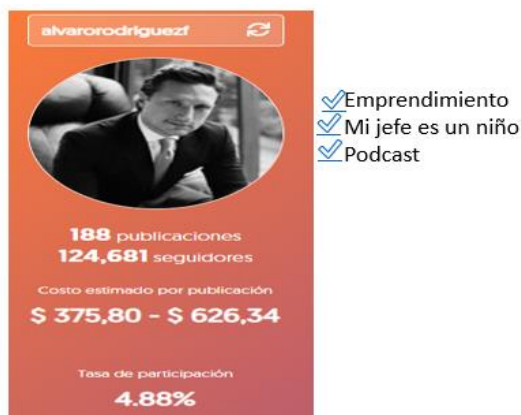 alvarorodriguezf
188 publicaciones
124,681 seguidores
Costo estimado por publicación
$ 375,80 - $ 626,34
Tasa de participación
4.88%
Emprendimiento
Mi jefe es un niño
Podcast